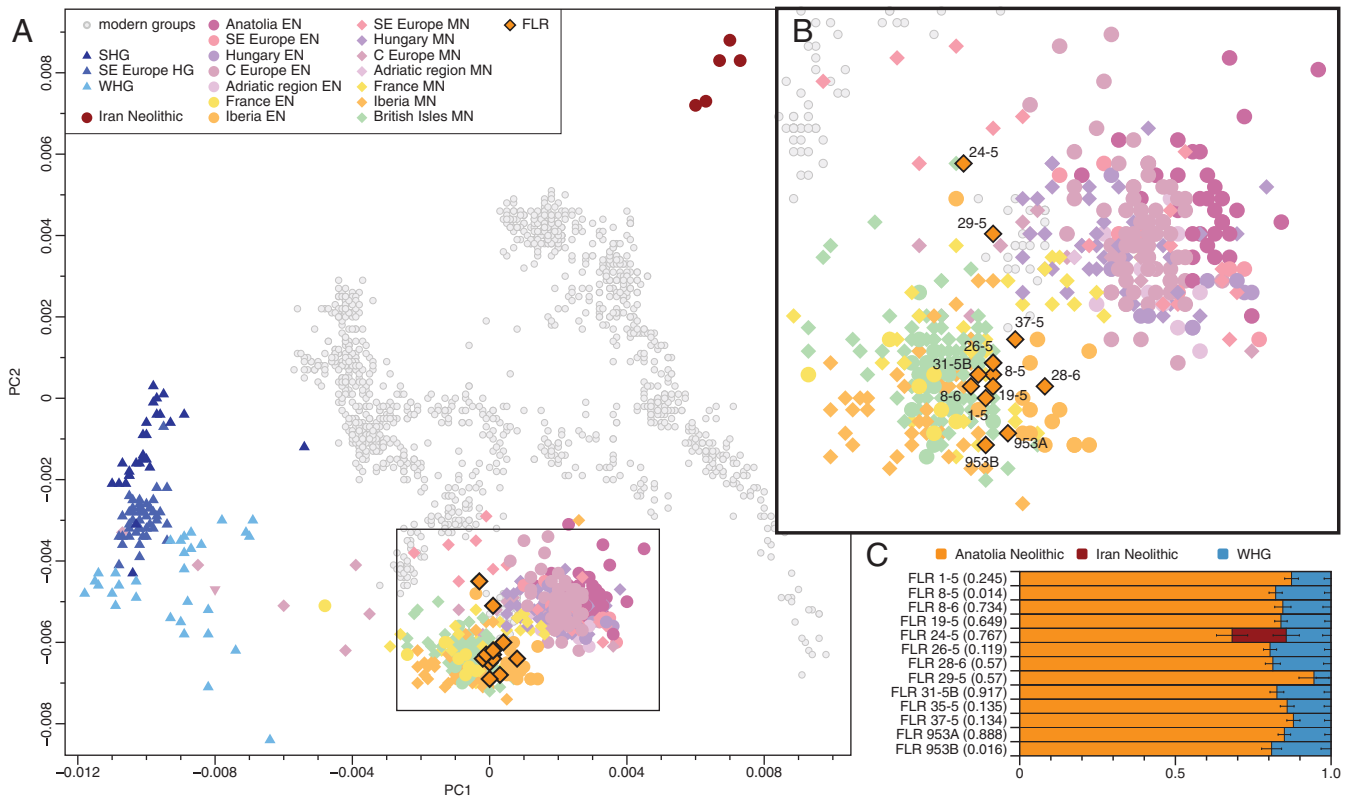 A
modern groups
SHG
SE Europe HG
WHG
Iran Neolithic
Anatolia EN
SE Europe EN
Hungary EN
C Europe EN
Adriatic region EN
France EN
Iberia EN
SE Europe MN
Hungary MN
C Europe MN
Adriatic region MN
France MN
Iberia MN
British Isles MN
FLR
PC2
0.008
0.006
0.004
0.002
0
−0.002
−0.004
−0.006
−0.008
−0.012
−0.008
−0.004
0
0.004
0.008
PC1
B
24-5
29-5
37-5
26-5
31-5B
8-5
28-6
8-6
19-5
1-5
953A
953B
C
Anatolia Neolithic
Iran Neolithic
WHG
FLR 1-5 (0.245)
FLR 8-5 (0.014)
FLR 8-6 (0.734)
FLR 19-5 (0.649)
FLR 24-5 (0.767)
FLR 26-5 (0.119)
FLR 28-6 (0.57)
FLR 29-5 (0.57)
FLR 31-5B (0.917)
FLR 35-5 (0.135)
FLR 37-5 (0.134)
FLR 953A (0.888)
FLR 953B (0.016)
0
0.5
1.0